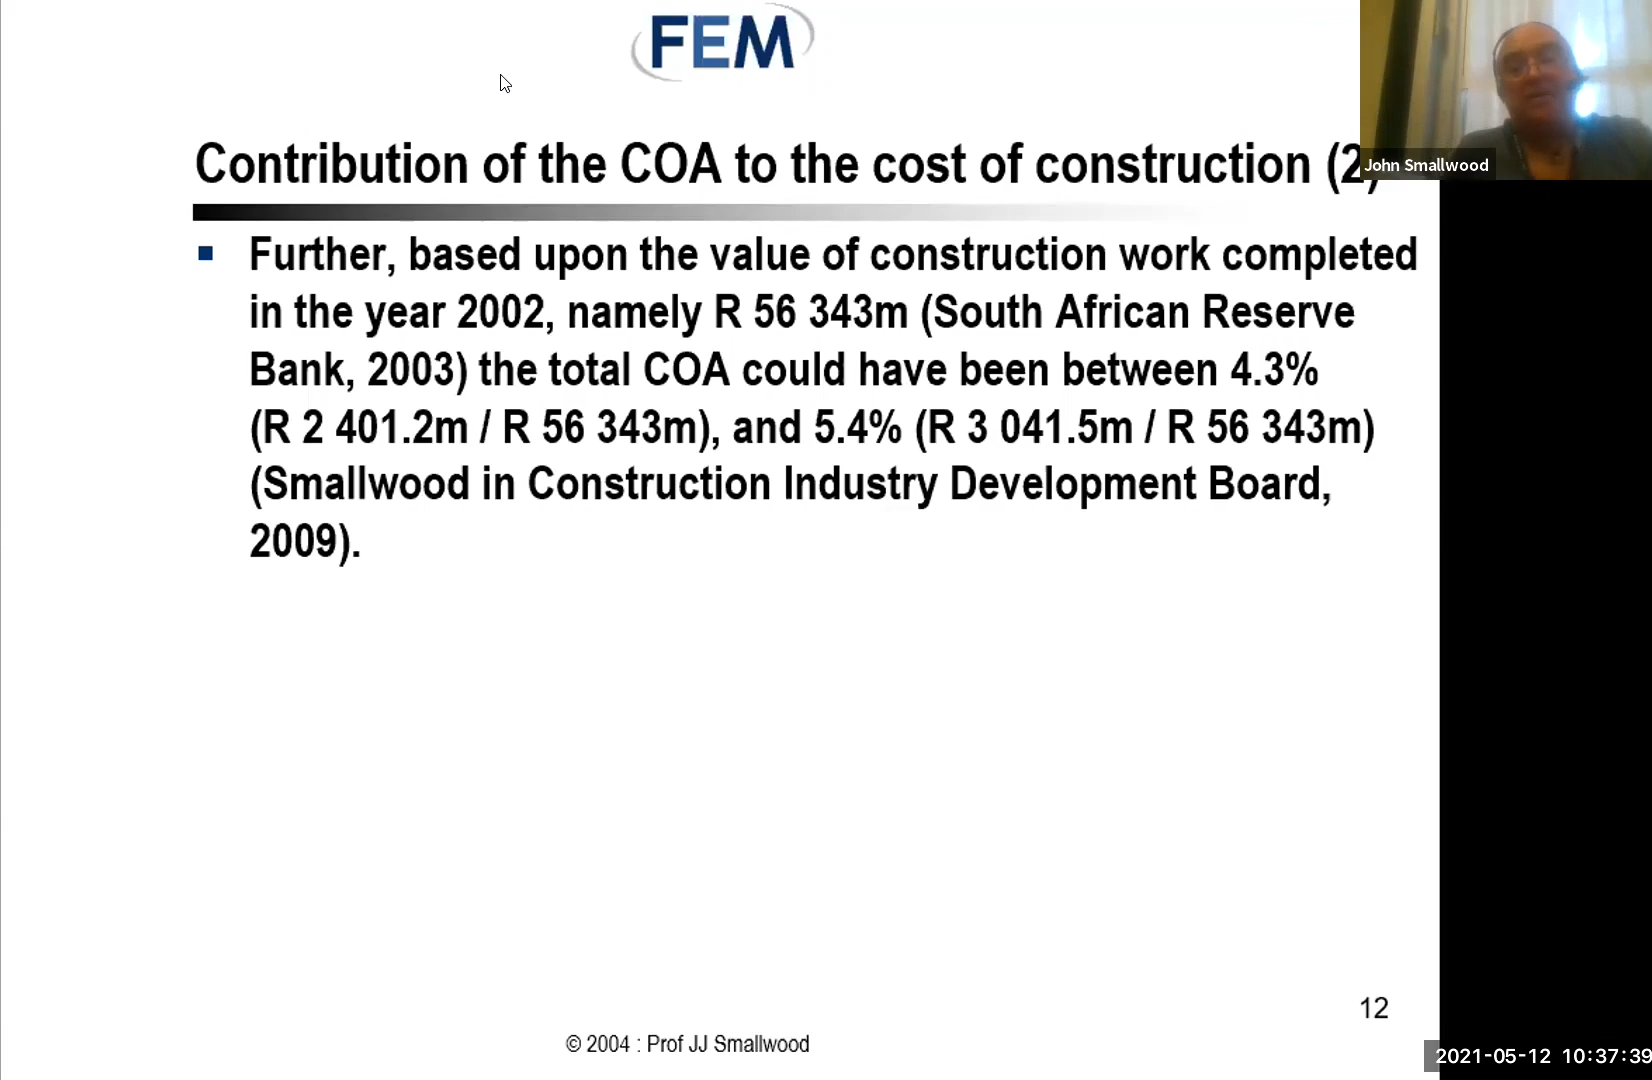 FEM
Contribution of the COA to the cost of construction (2)
John Smallwood
Further, based upon the value of construction work completed
in the year 2002, namely R 56 343m (South African Reserve
Bank, 2003) the total COA could have been between 4.3%
(R 2 401.2m / R 56 343m), and 5.4% (R 3 041.5m / R 56 343m)
(Smallwood in Construction Industry Development Board,
2009).
12
© 2004 : Prof JJ Smallwood
2021-05-12 10:37:39